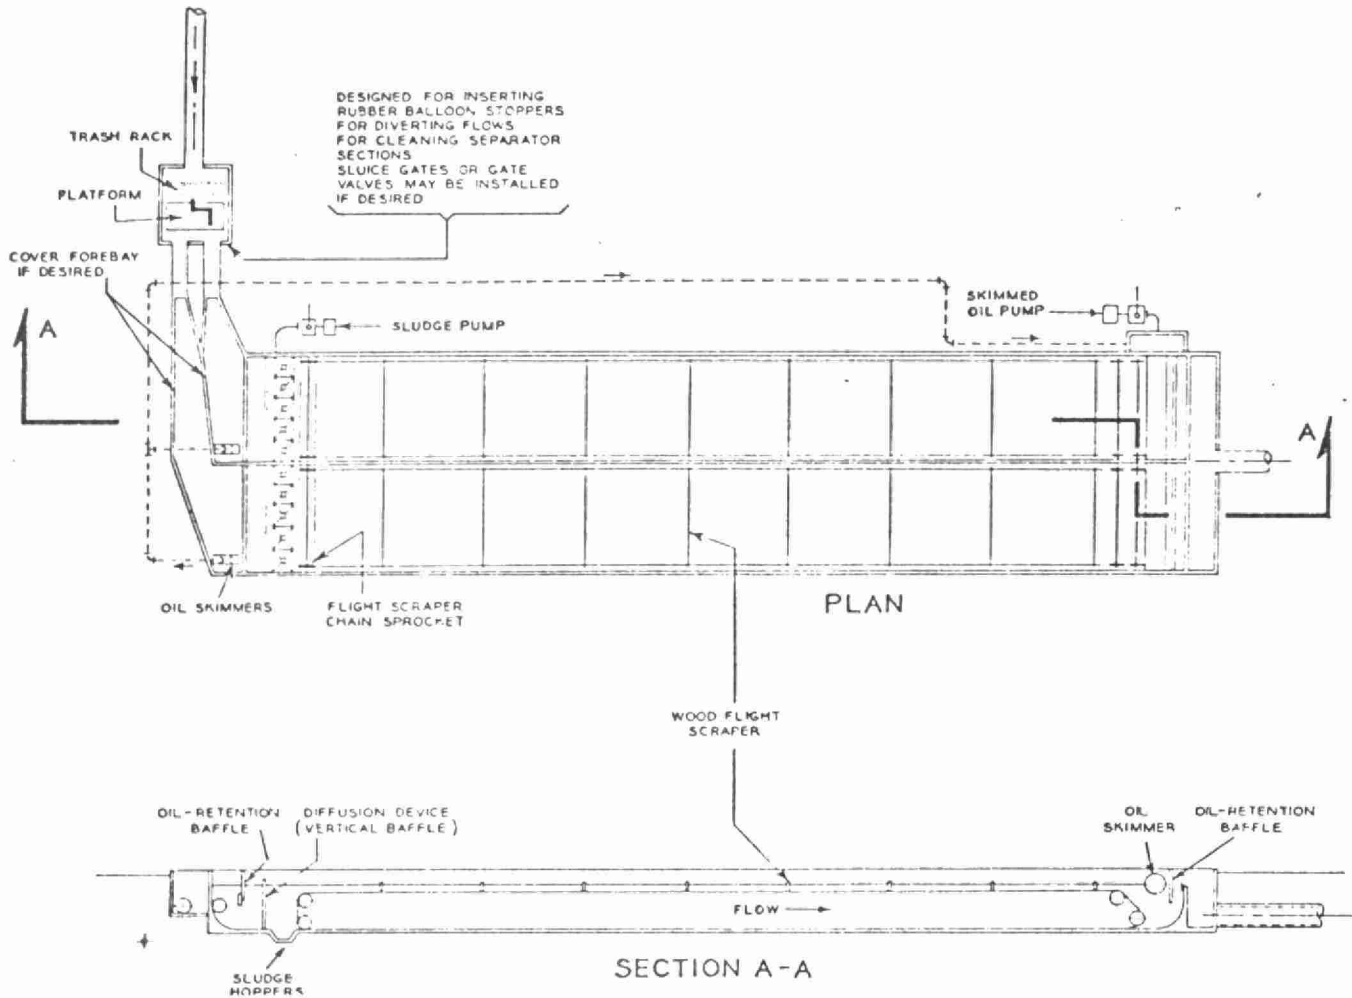 DESIGNED FOR INSERTING
RUBBER BALLOON STOPPERS
FOR DIVERTING FLOWS
FOR CLEANING SEPARATOR
SECTIONS
SLUICE GATES OR GATE
VALVES MAY BE INSTALLED
IF DESIRED
TRASH RACK
PLATFORM
COVER FOREBAY
IF DESIRED
A
SLUDGE PUMP
SKIMMED
OIL PUMP
A
OIL SKIMMERS
FLIGHT SCRAPER
CHAIN SPROCKET
PLAN
WOOD FLIGHT
SCRAPER
OIL-RETENTION
BAFFLE
DIFFUSION DEVICE
(VERTICAL BAFFLE)
OIL
SKIMMER
OIL-RETENTION
BAFFLE
FLOW
SLUDGE
HOPPERS
SECTION A-A